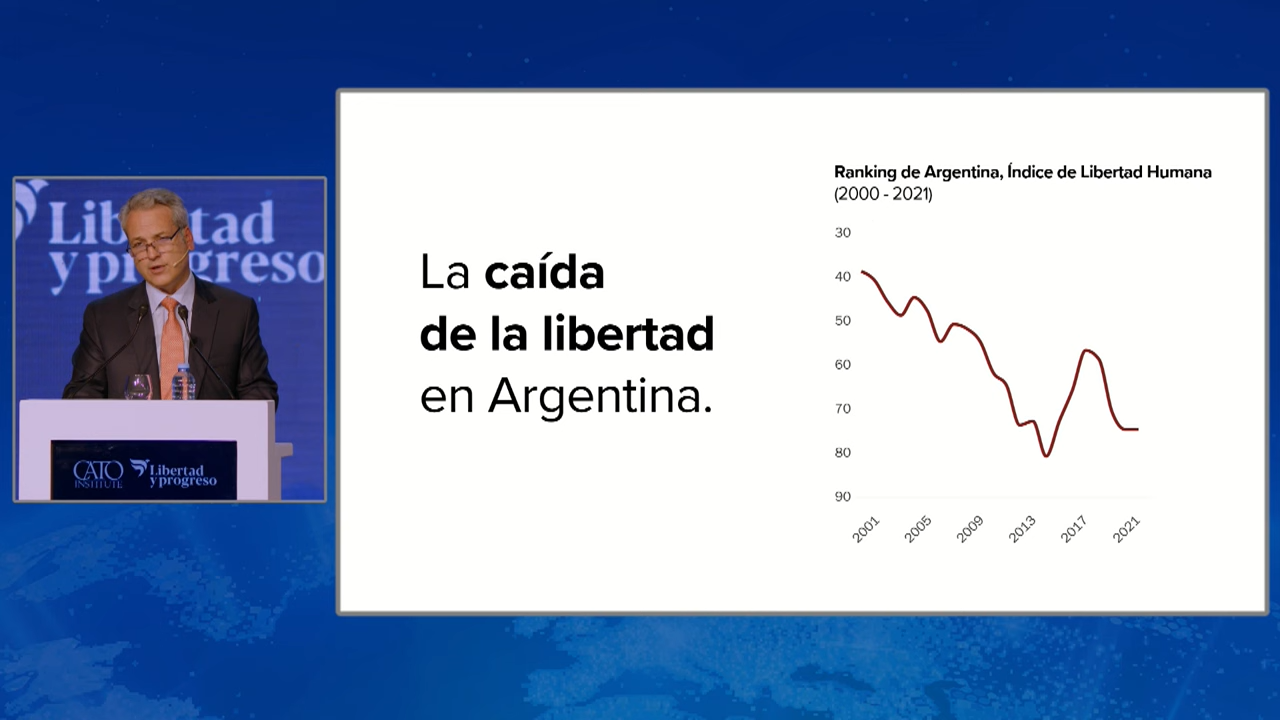 Libertad
y progreso
CATO
INSTITUTE
Libertad
y progreso
La caída
de la libertad
en Argentina.
Ranking de Argentina, Índice de Libertad Humana
(2000 - 2021)
30
40
50
60
70
80
90
2001
2005
2009
2013
2017
2021